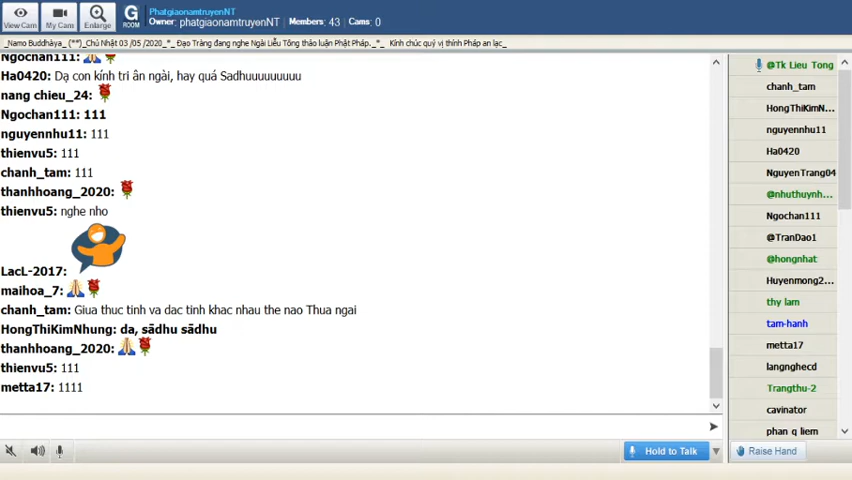 View Cam
My Cam
Enlarge
G
ROOM
PhatgiaonamtruyenNT
Owner: phatgiaonamtruyenNT Members: 43 Cams: 0
_Namo Buddhàya_ (**)_Chủ Nhật 03 /05 /2020_*_ Đạo Tràng đang nghe Ngài Liễu Tông thảo luận Phật Pháp._*_ Kính chúc quý vị thính Pháp an lạc_
Ngochan111:
Ha0420: Dạ con kính tri ân ngài, hay quá Sadhuuuuuuuuu
nang chieu_24:
Ngochan111: 111
nguyennhu11: 111
thienvu5: 111
chanh_tam: 111
thanhhoang_2020:
thienvu5: nghe nho
LacL-2017:
maihoa_7:
chanh_tam: Giua thuc tinh va dac tinh khac nhau the nao Thua ngai
HongThiKimNhung: da, sādhu sādhu
thanhhoang_2020:
thienvu5: 111
metta17: 1111
@Tk Lieu Tong
chanh_tam
HongThiKimN...
nguyennhu11
Ha0420
NguyenTrang04
@nhuthuynh...
Ngochan111
@TranDao1
@hongnhat
Huyenmong2...
thy lam
tam-hanh
metta17
langnghecd
Trangthu-2
cavinator
phan q liem
Hold to Talk
Raise Hand